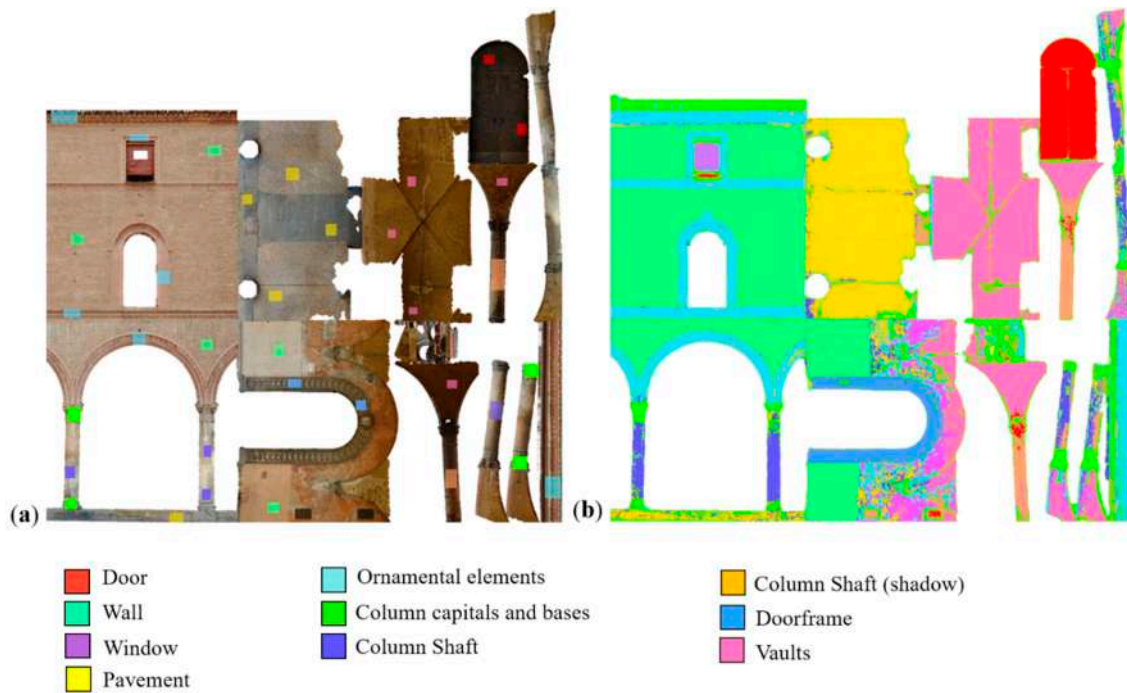 (a)
(b)
Door
Wall
Window
Pavement
Ornamental elements
Column capitals and bases
Column Shaft
Column Shaft (shadow)
Doorframe
Vaults